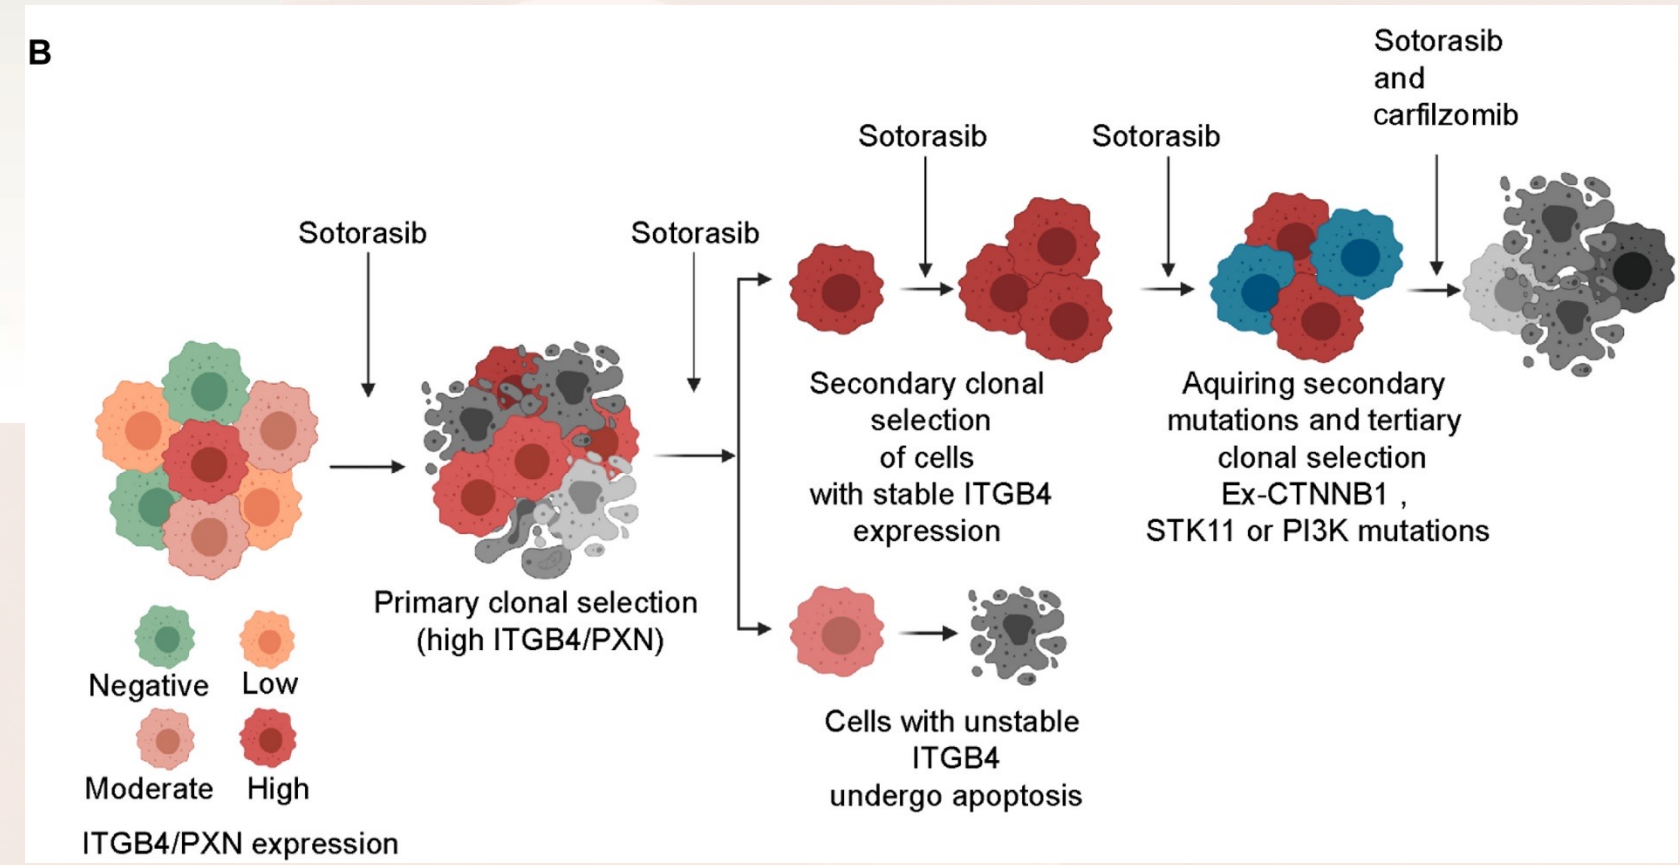 B
Sotorasib
Sotorasib
Sotorasib
Sotorasib
Sotorasib
and
carfilzomib
Primary clonal selection
(high ITGB4/PXN)
Secondary clonal
selection
of cells
with stable ITGB4
expression
Aquiring secondary
mutations and tertiary
clonal selection
Ex-CTNNB1 ,
STK11 or PI3K mutations
Cells with unstable
ITGB4
undergo apoptosis
Negative
Low
Moderate
High
ITGB4/PXN expression